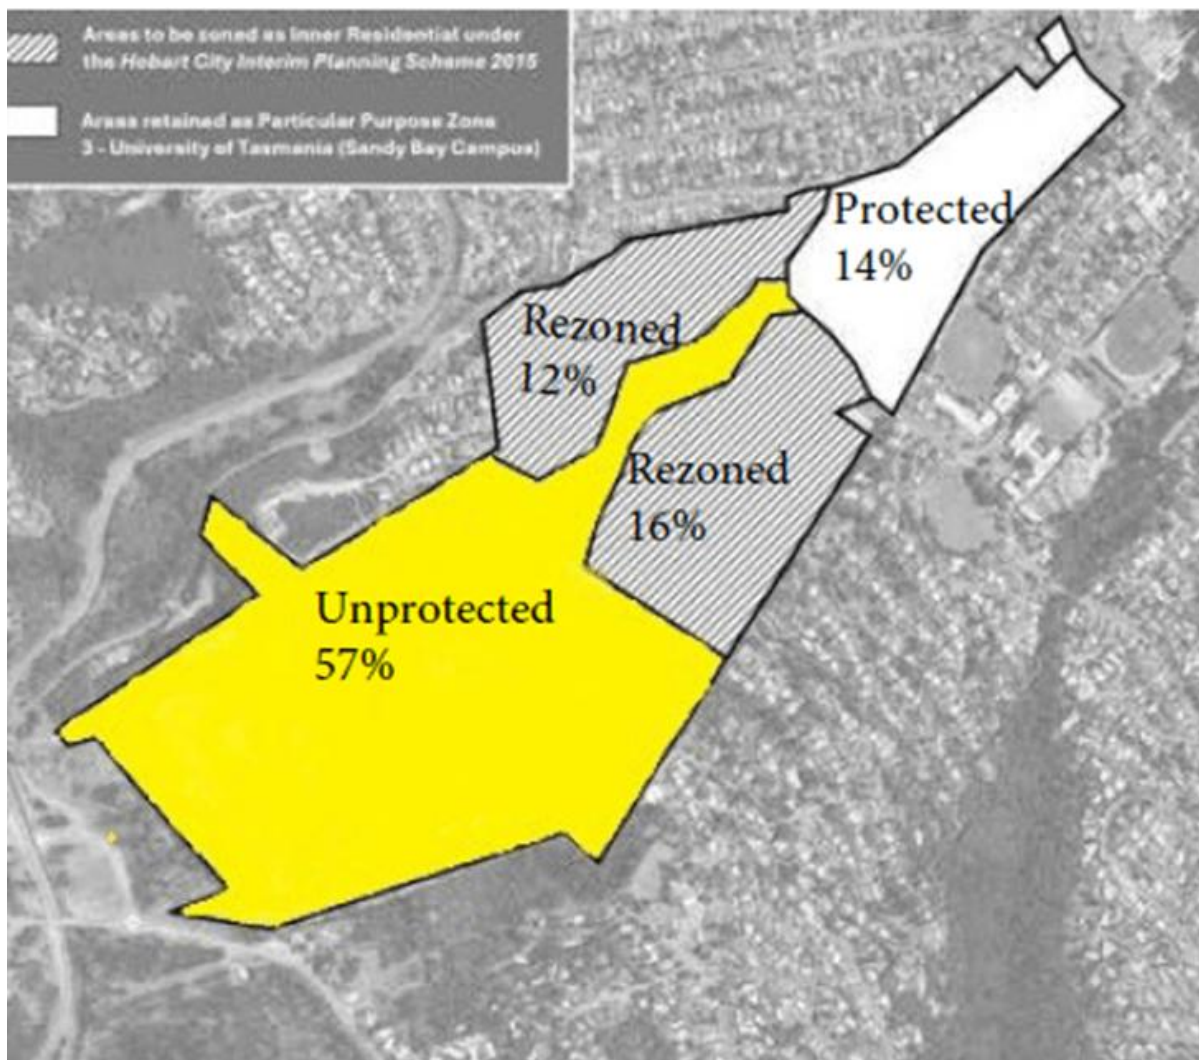 Areas to be zoned as Inner Residential under
the Hobart City Interim Planning Scheme 2015
Areas retained as Particular Purpose Zone
3 - University of Tasmania (Sandy Bay Campus)
Protected
14%
Rezoned
12%
Rezoned
16%
Unprotected
57%